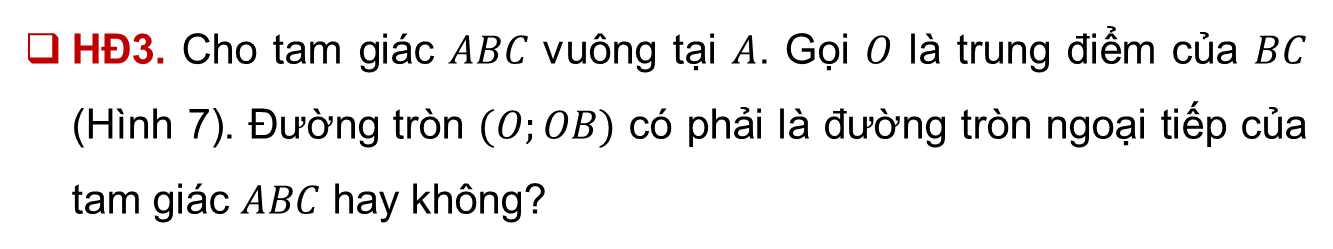 ❑ HĐ3. Cho tam giác 𝐴𝐵𝐶 vuông tại 𝐴. Gọi 𝑂 là trung điểm của 𝐵𝐶
(Hình 7). Đường tròn (𝑂; 𝑂𝐵) có phải là đường tròn ngoại tiếp của
tam giác 𝐴𝐵𝐶 hay không?